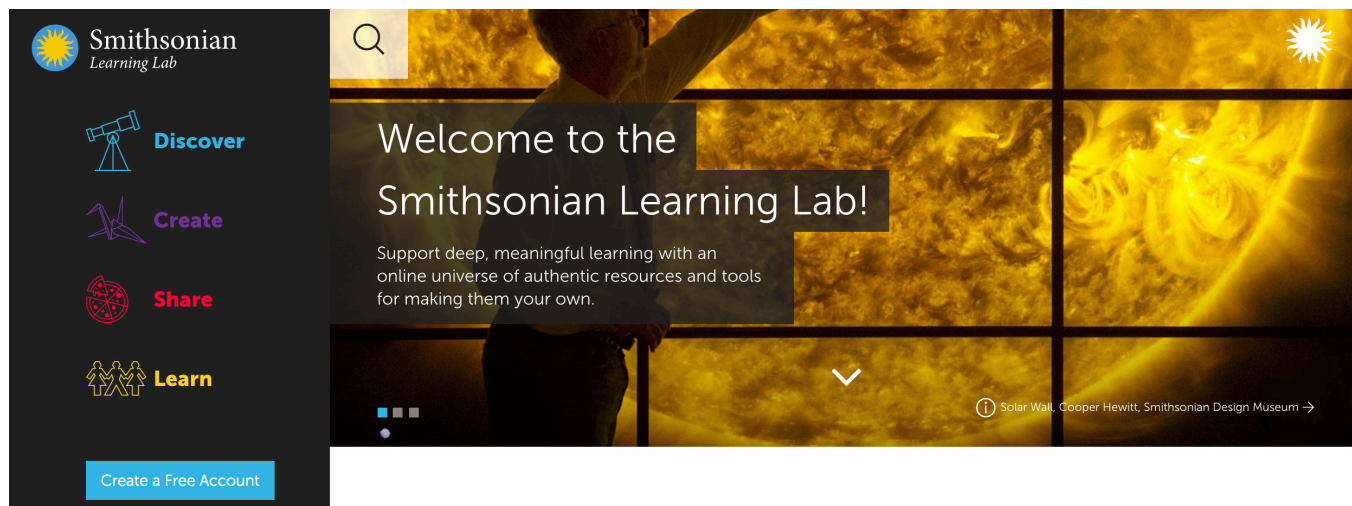 Smithsonian
Learning Lab
Discover
Create
Share
Learn
Create a Free Account
Welcome to the
Smithsonian Learning Lab!
Support deep, meaningful learning with an
online universe of authentic resources and tools
for making them your own.
Solar Wall, Cooper Hewitt, Smithsonian Design Museum →